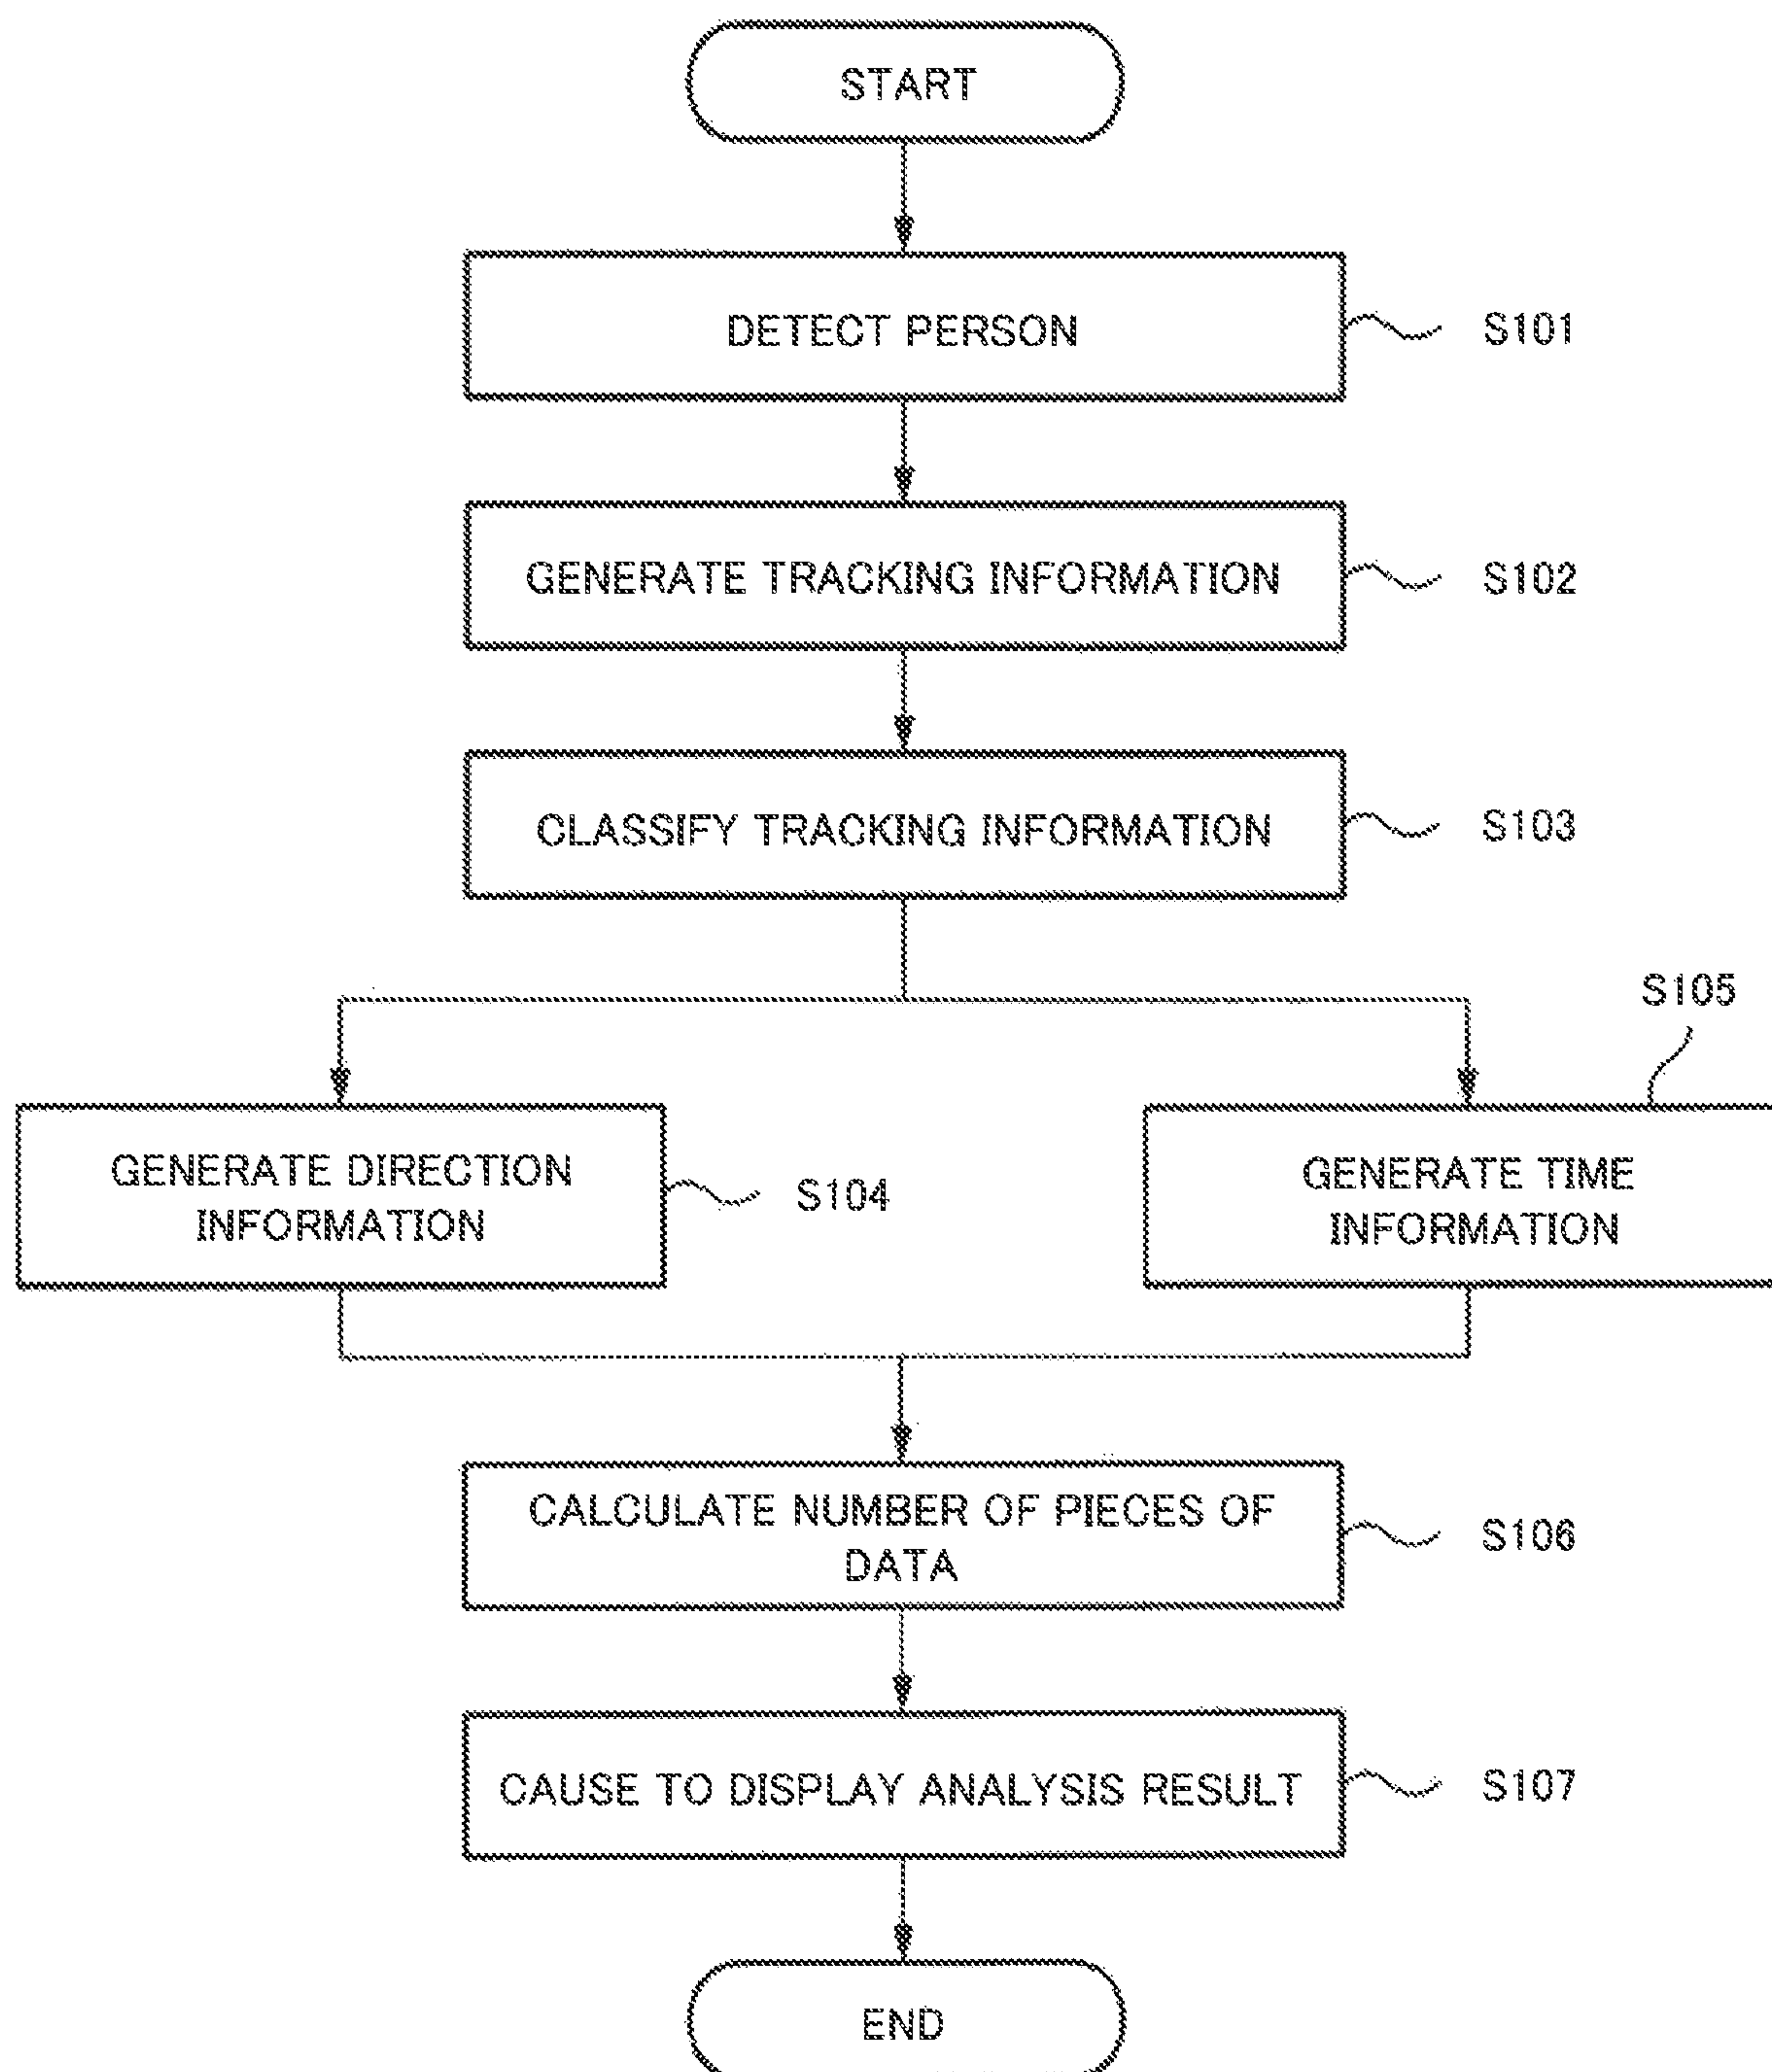 START
DETECT PERSON
S101
GENERATE TRACKING INFORMATION
S102
CLASSIFY TRACKING INFORMATION
S103
S105
GENERATE DIRECTION
INFORMATION
S104
GENERATE TIME
INFORMATION
CALCULATE NUMBER OF PIECES OF
DATA
S106
CAUSE TO DISPLAY ANALYSIS RESULT
S107
END